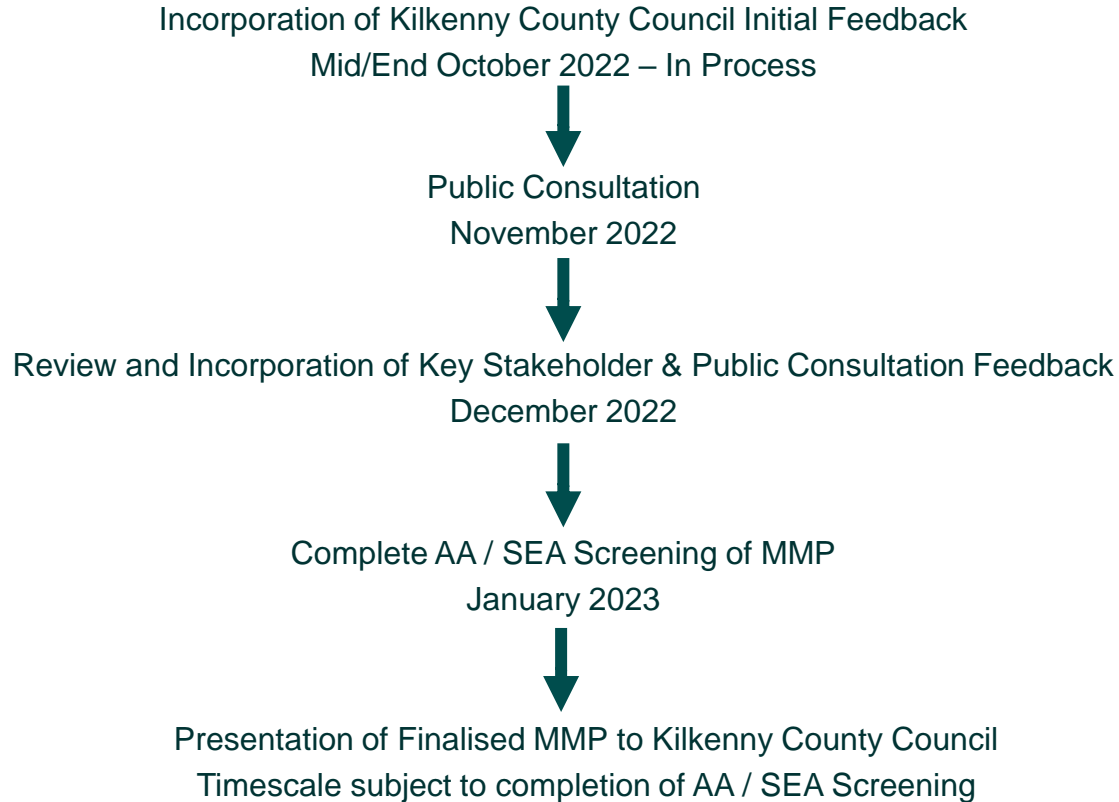 Incorporation of Kilkenny County Council Initial Feedback
Mid/End October 2022 – In Process
Public Consultation
November 2022
Review and Incorporation of Key Stakeholder & Public Consultation Feedback
December 2022
Complete AA / SEA Screening of MMP
January 2023
Presentation of Finalised MMP to Kilkenny County Council
Timescale subject to completion of AA / SEA Screening